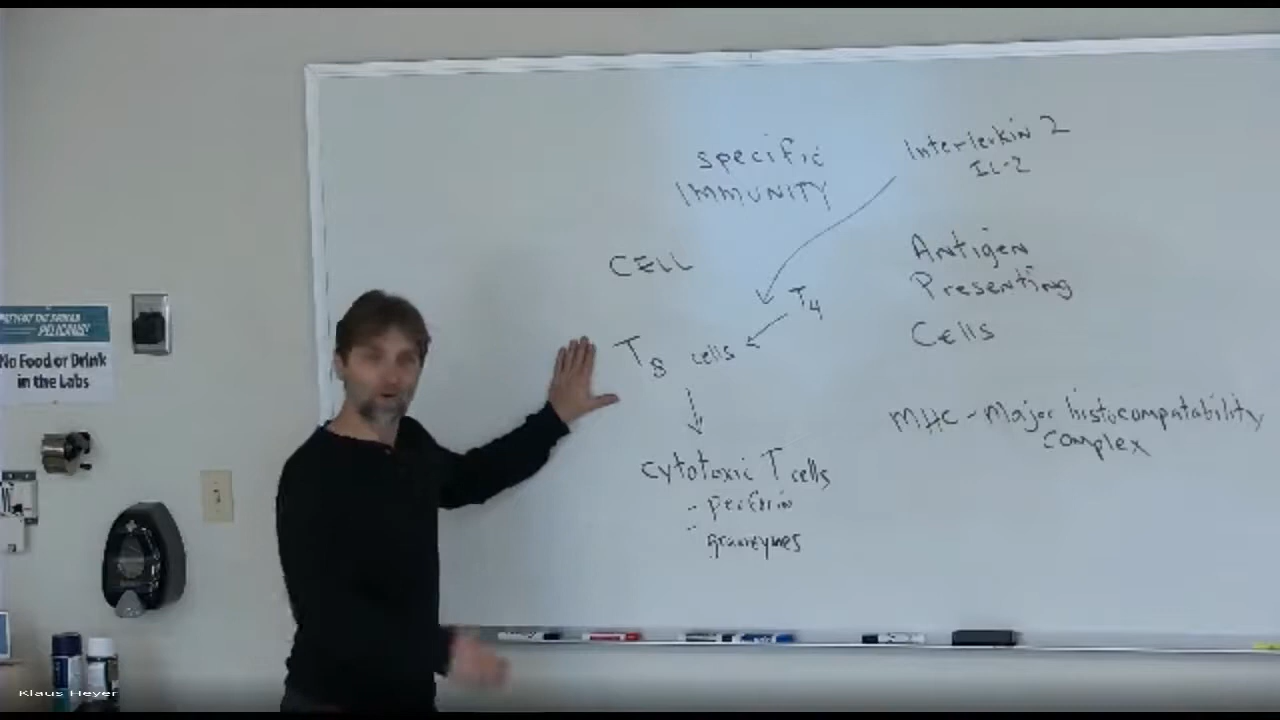 specific
IMMUNITY
Interleukin 2
IL-2
CELL
T4
T8 cells
Antigen
Presenting
Cells
cytotoxic T cells
- perforin
- granzymes
MHC - Major histocompatability
complex
PELICANS!
No Food or Drink
in the Labs
Klaus Heyer